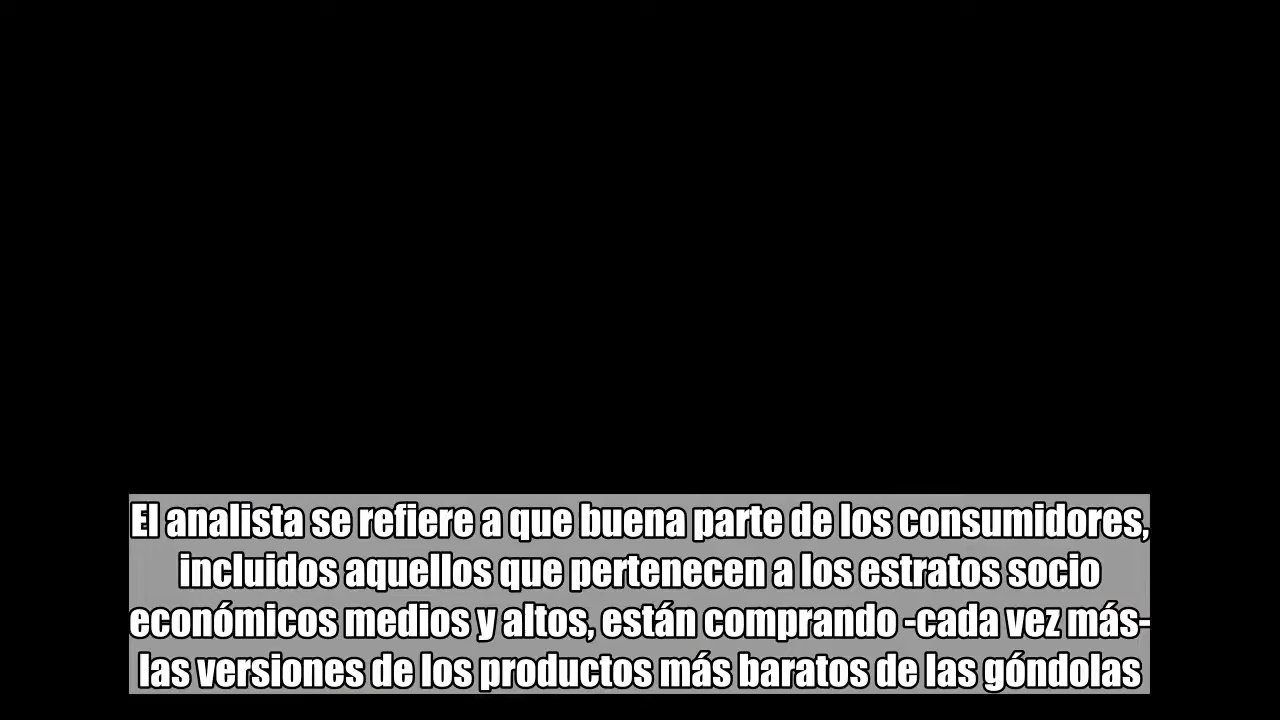 El analista se refiere a que buena parte de los consumidores,
incluidos aquellos que pertenecen a los estratos socio
económicos medios y altos, están comprando -cada vez más-
las versiones de los productos más baratos de las góndolas